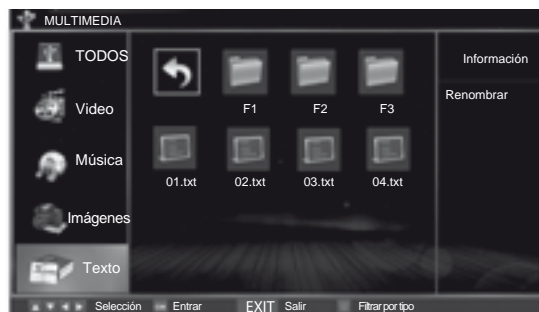 MULTIMEDIA
TODOS
Video
Música
Imágenes
Texto
F1 F2 F3
01.txt 02.txt 03.txt 04.txt
Información
Renombrar
Selección Entrar EXIT Salir Filtrar por tipo